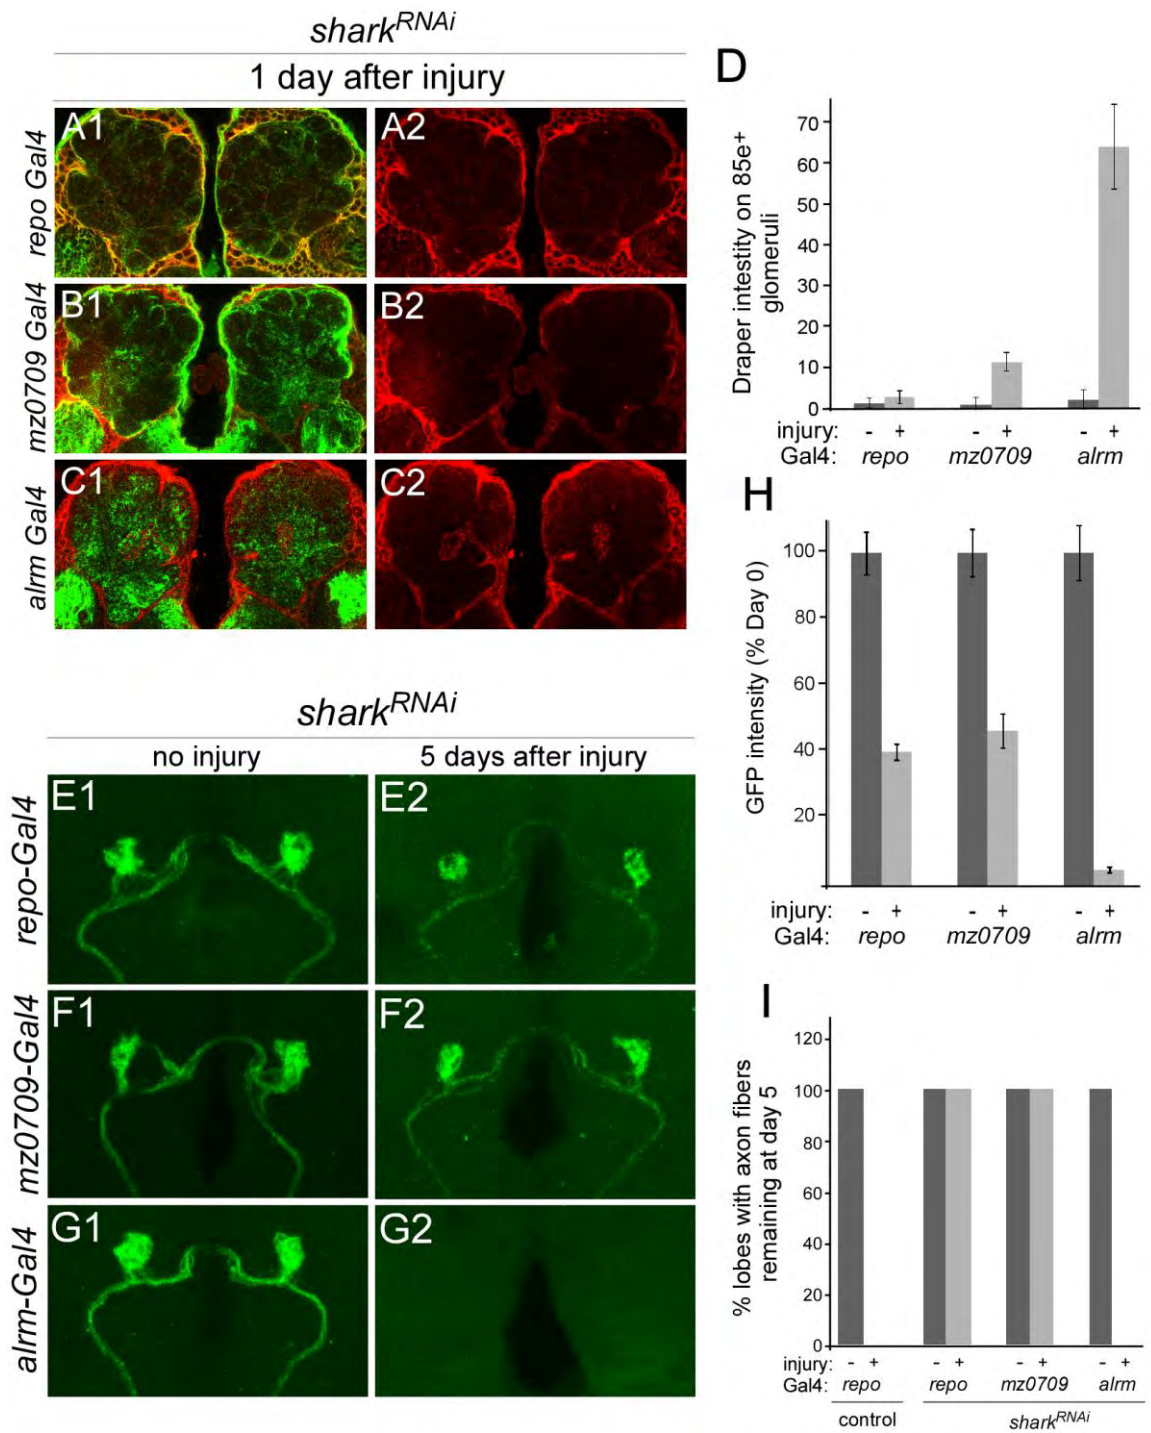 shark^RNAi
1 day after injury
repo Gal4
A1
A2
mz0709 Gal4
B1
B2
alrm Gal4
C1
C2
D
Draper intestity on 85e+
glomeruli
70
60
50
40
30
20
10
0
injury: - + - + - +
Gal4: repo mz0709 alrm
shark^RNAi
no injury 5 days after injury
repo-Gal4
E1
E2
mz0709-Gal4
F1
F2
alrm-Gal4
G1
G2
H
GFP intensity (% Day 0)
100
80
60
40
20
injury: - + - + - +
Gal4: repo mz0709 alrm
I
% lobes with axon fibers
remaining at day 5
120
100
80
60
40
20
0
injury: - + - + - + - +
Gal4: repo repo mz0709 alrm
control shark^RNAi